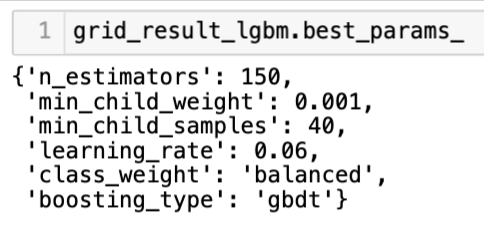 1 grid_result_lgbm.best_params_
{'n_estimators': 150,
 'min_child_weight': 0.001,
 'min_child_samples': 40,
 'learning_rate': 0.06,
 'class_weight': 'balanced',
 'boosting_type': 'gbdt'}